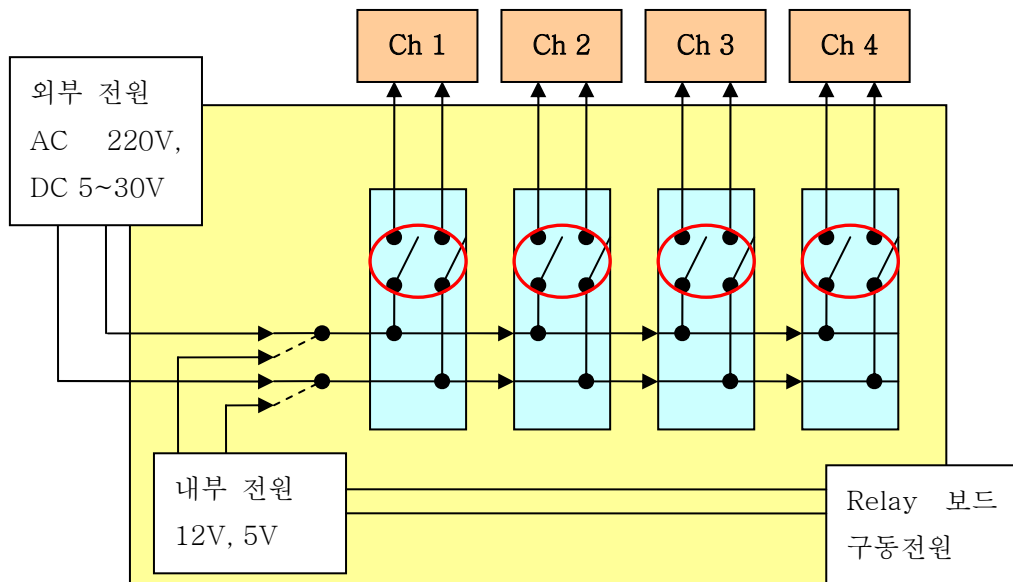 Ch 1
Ch 2
Ch 3
Ch 4
외부 전원
AC 220V,
DC 5~30V
내부 전원
12V, 5V
Relay 보드
구동전원